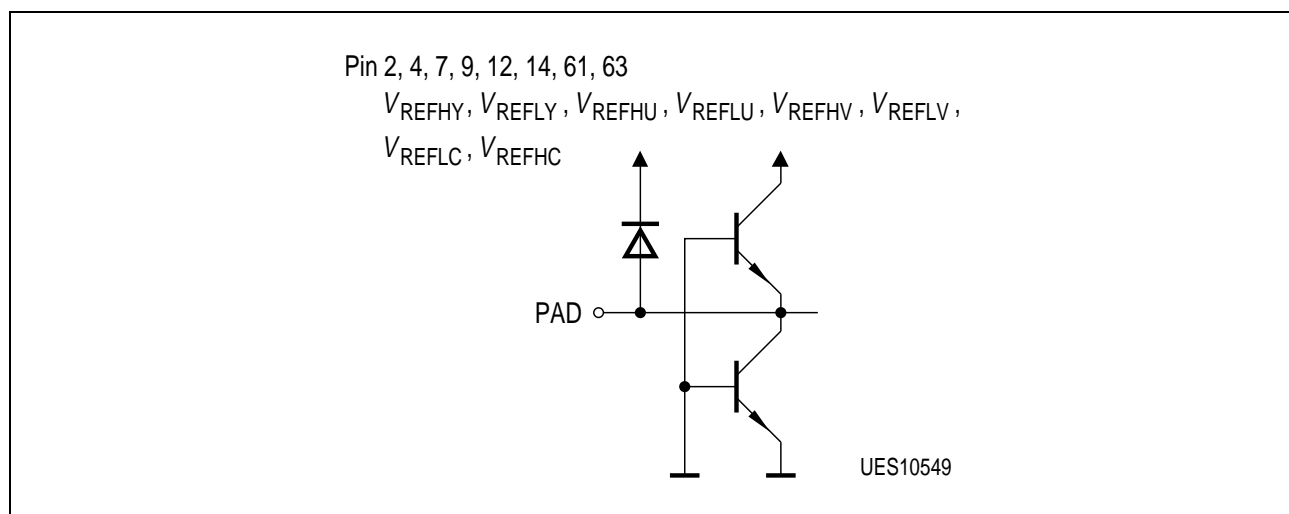 Pin 2, 4, 7, 9, 12, 14, 61, 63
VREFHY, VREFLY, VREFHU, VREFLU, VREFHV, VREFLV,
VREFLC, VREFHC
PAD
UES10549